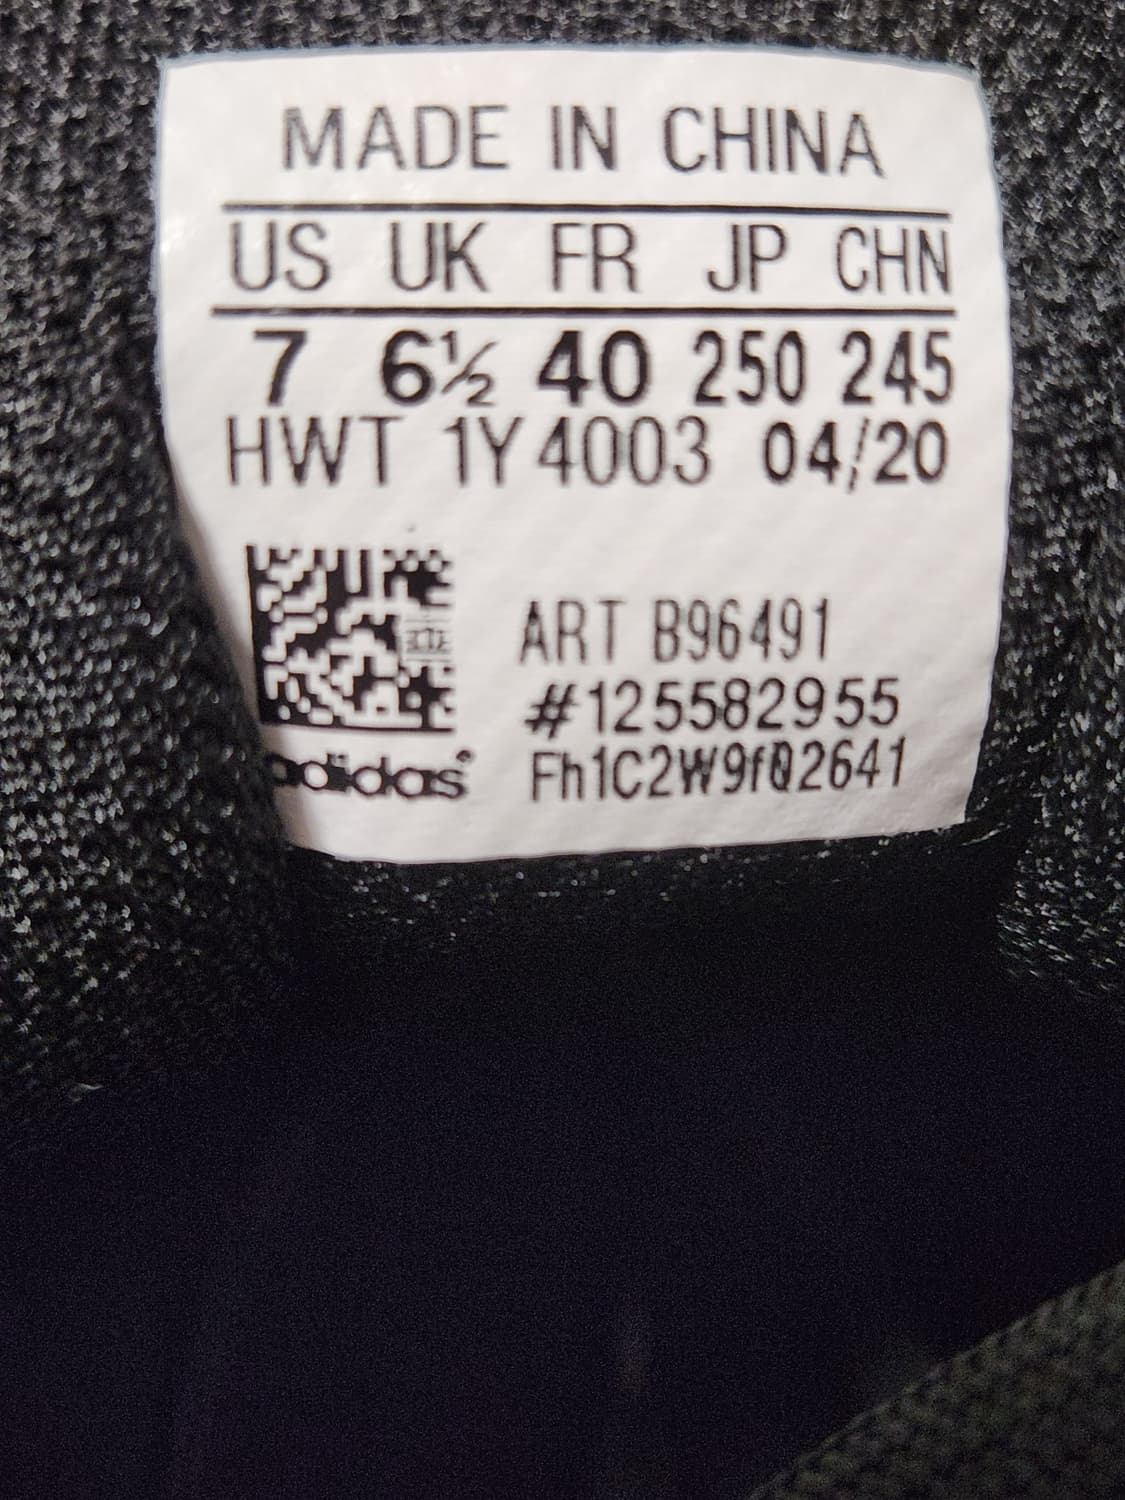 MADE IN CHINA
US UK FR JP CHN
7 6½ 40 250 245
HWT 1Y4003 04/20
ART B96491
#125582955
Fh1C2W9f02641
adidas®